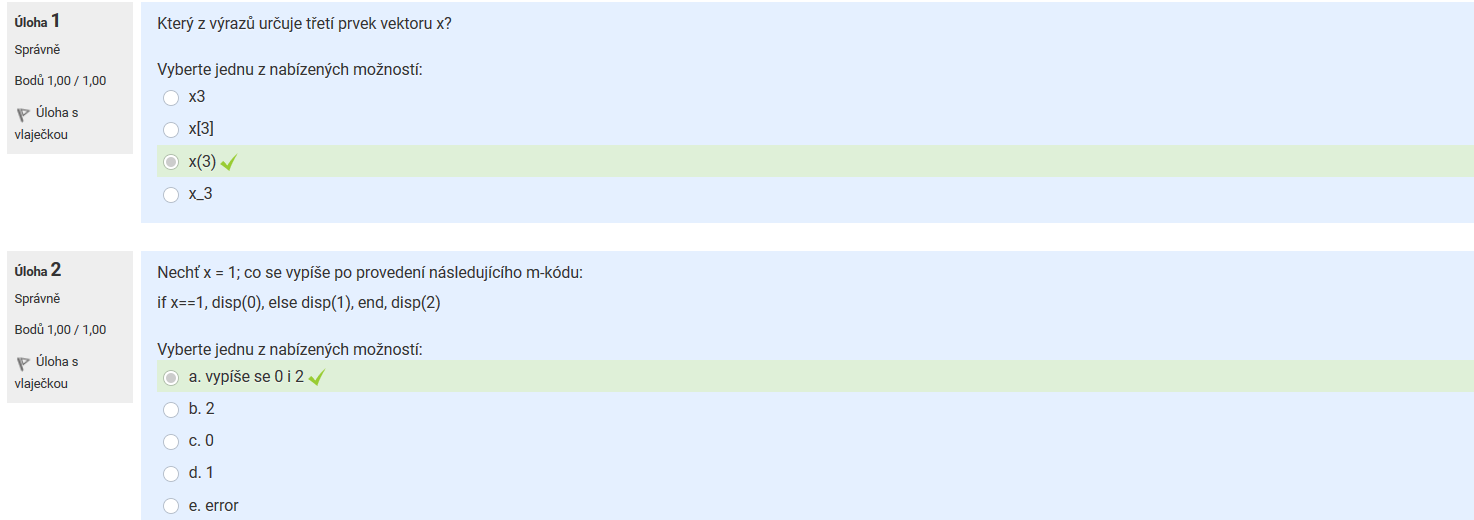 Úloha 1
Správně
Bodů 1,00 / 1,00
Úloha s
vlaječkou
Který z výrazů určuje třetí prvek vektoru x?
Vyberte jednu z nabízených možností:
x3
x[3]
x(3)
x_3
Úloha 2
Správně
Bodů 1,00 / 1,00
Úloha s
vlaječkou
Nechť x = 1; co se vypíše po provedení následujícího m-kódu:
if x==1, disp(0), else disp(1), end, disp(2)
Vyberte jednu z nabízených možností:
a. vypíše se 0 i 2
b. 2
c. 0
d. 1
e. error